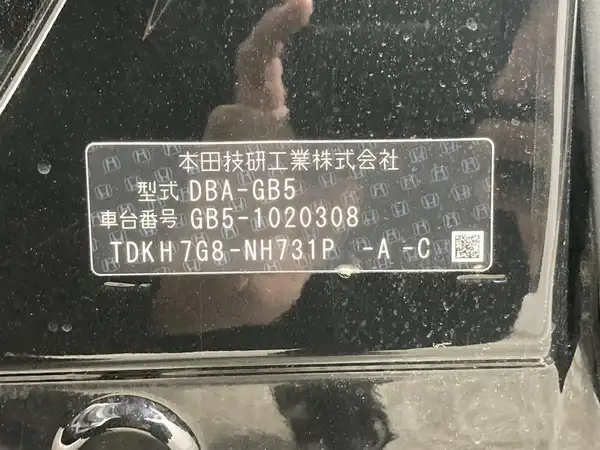 本田技研工業株式会社
型式 DBA-GB5
車台番号 GB5-1020308
TDKH7G8-NH731P -A-C